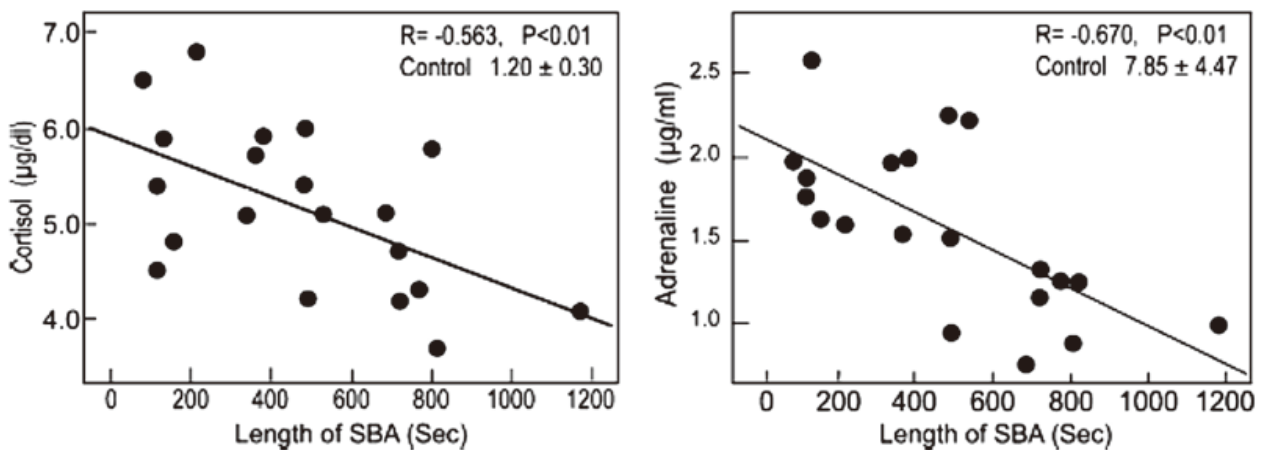 R= -0.563, P<0.01
Control 1.20 ± 0.30
7.0
6.0
5.0
4.0
Cortisol (µg/dl)
0 200 400 600 800 1000 1200
Length of SBA (Sec)
R= -0.670, P<0.01
Control 7.85 ± 4.47
2.5
2.0
1.5
1.0
Adrenaline (µg/ml)
0 200 400 600 800 1000 1200
Length of SBA (Sec)